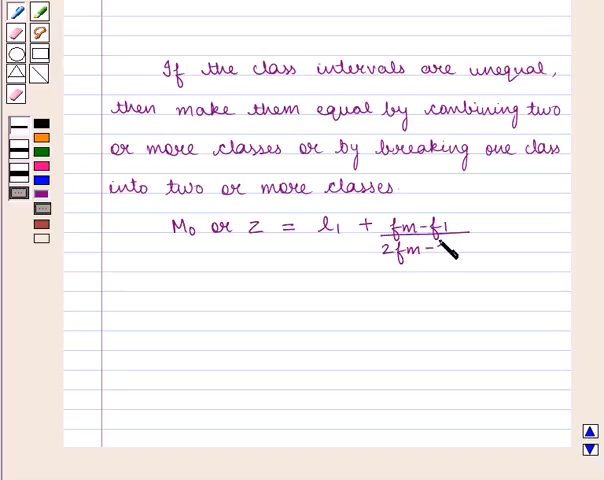 If the class intervals are unequal,
then make them equal by combining two
or more classes or by breaking one class
into two or more classes.
M₀ or Z = l₁ + fm-f1
2fm-